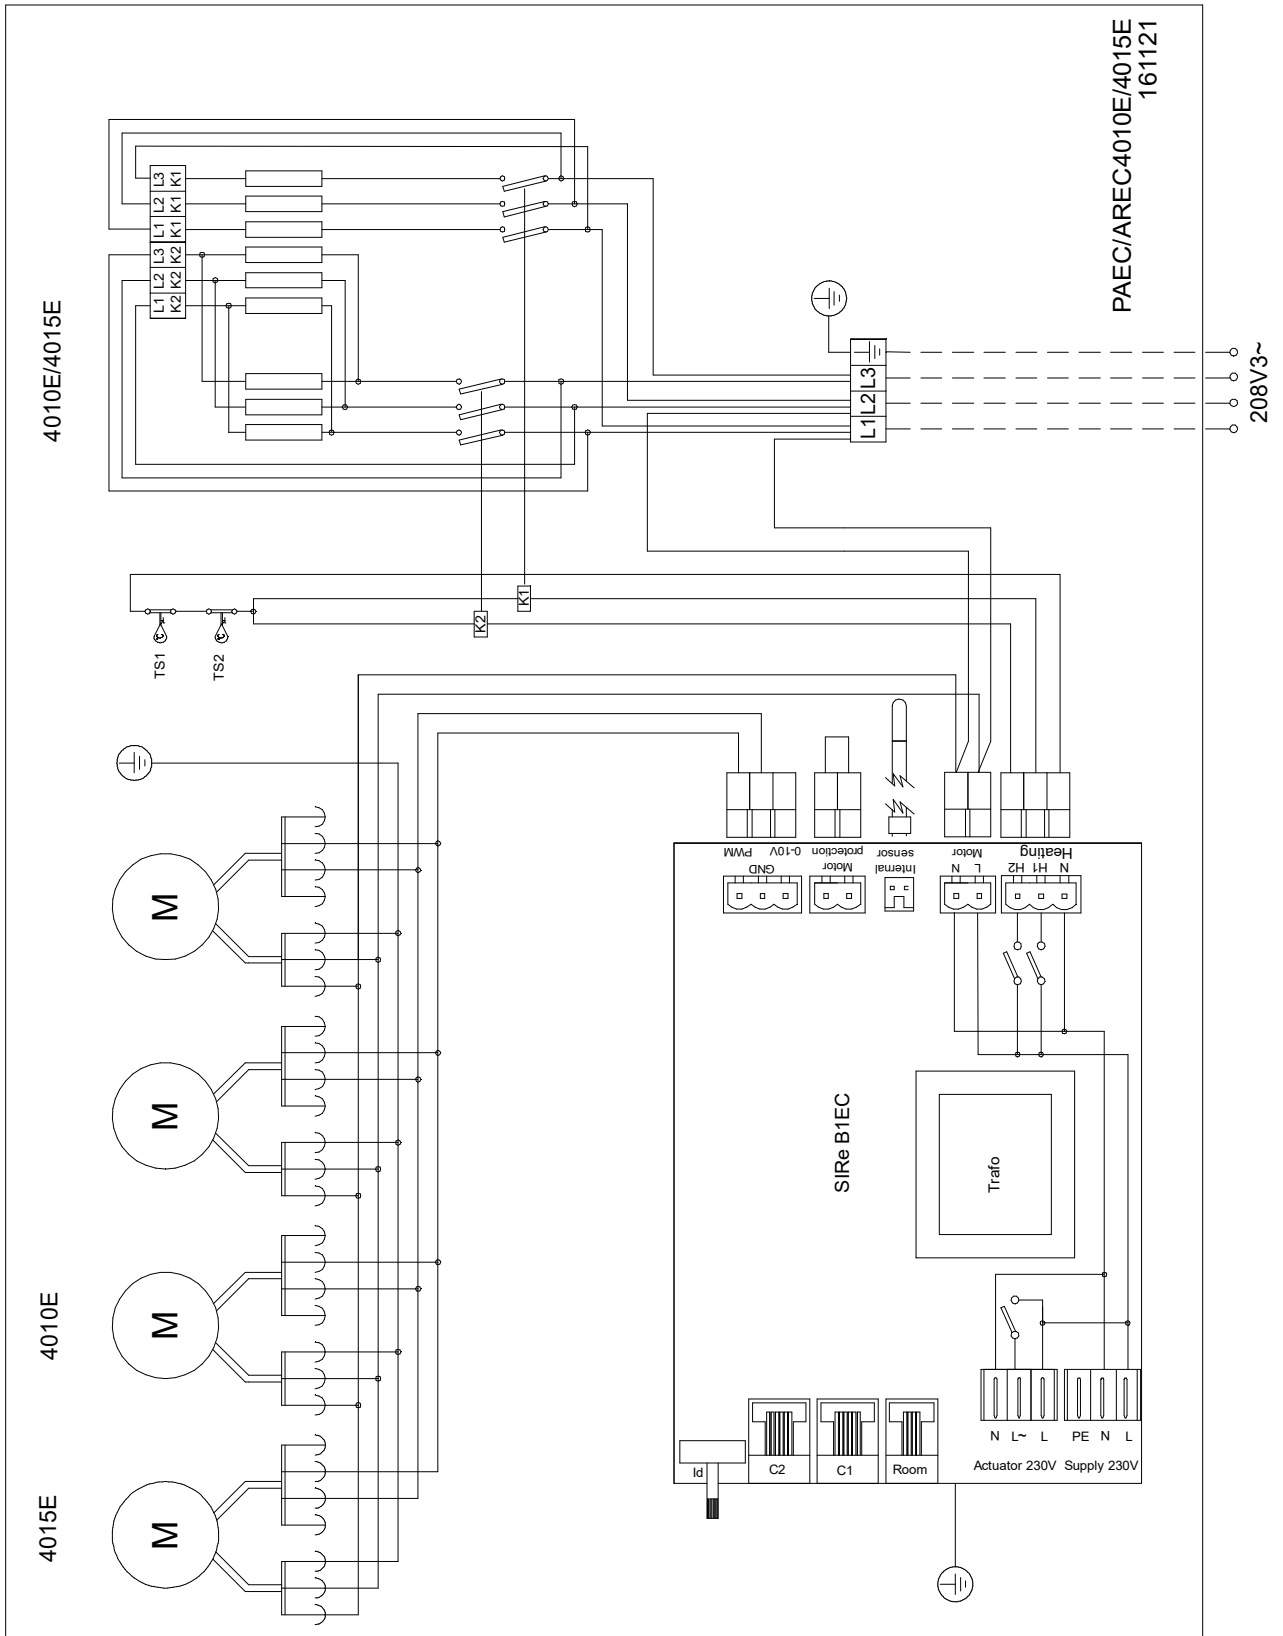 PAEC/AREC4010E/4015E
161121
4010E/4015E
L3 K1
L2 K1
L1 K1
L3 K2
L2 K2
L1 K2
L3
L2
L1
208V3~
K1
K2
TS1
TS2
4010E
4015E
M
M
M
M
PWM
GND
0-10V
Motor
protection
Internal
sensor
Motor
N
L
Heating
H2
H1
N
SIRe B1EC
Trafo
Id
C2
C1
Room
N L~ L
PE N L
Actuator 230V
Supply 230V